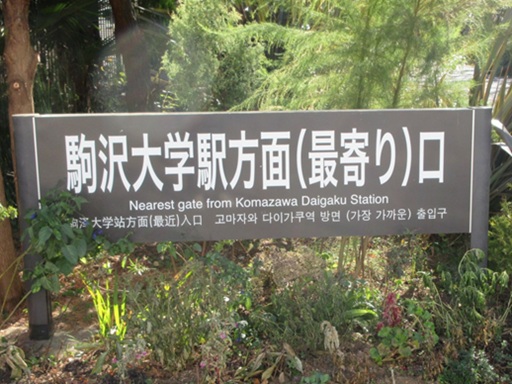 駒沢大学駅方面(最寄り)口
Nearest gate from Komazawa Daigaku Station
驹泽大学站方面(最近)入口 고마자와 다이가쿠역 방면 (가장 가까운) 출입구